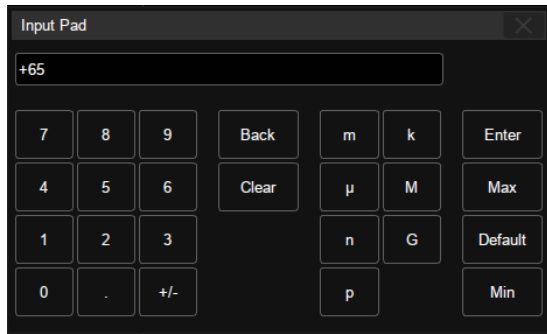 Input Pad
+65
7 8 9 Back m k Enter
4 5 6 Clear µ M Max
1 2 3 n G Default
0 . +/- p Min